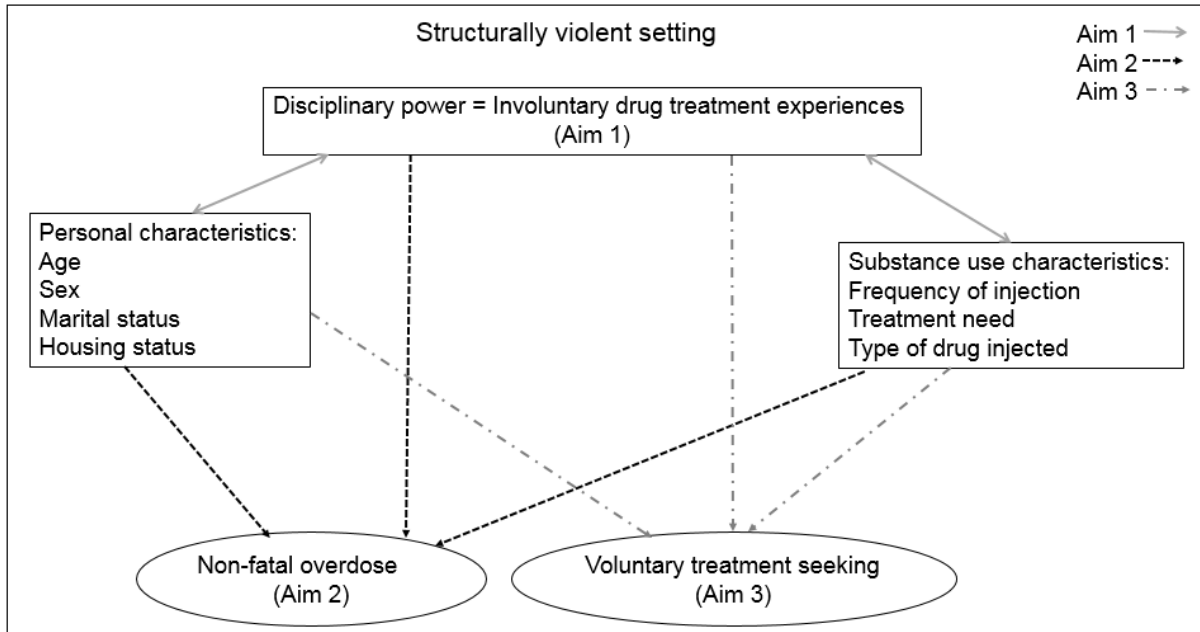 Structurally violent setting
Aim 1
Aim 2
Aim 3
Disciplinary power = Involuntary drug treatment experiences
(Aim 1)
Personal characteristics:
Age
Sex
Marital status
Housing status
Substance use characteristics:
Frequency of injection
Treatment need
Type of drug injected
Non-fatal overdose
(Aim 2)
Voluntary treatment seeking
(Aim 3)